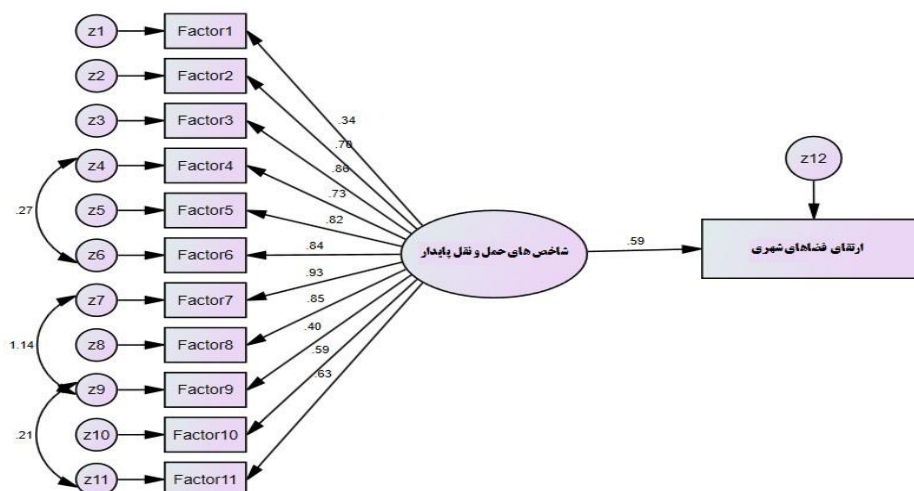 z1 Factor1
z2 Factor2
z3 Factor3
z4 Factor4
z5 Factor5
z6 Factor6
z7 Factor7
z8 Factor8
z9 Factor9
z10 Factor10
z11 Factor11
.27
1.14
.21
.34
.70
.86
.73
.82
.84
.93
.85
.40
.59
.63
شاخص های حمل و نقل پایدار
.59
z12
ارتقای فضاهای شهری